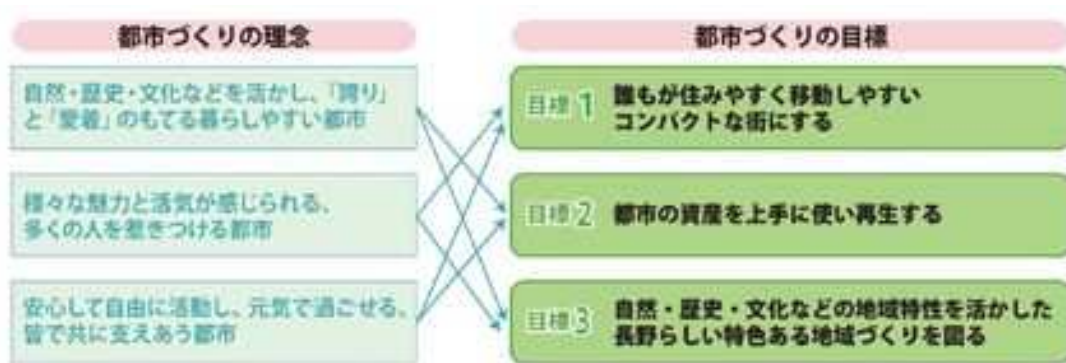 都市づくりの理念
自然・歴史・文化などを活かし、「誇り」
と「愛着」のもてる暮らしやすい都市
様々な魅力と活気が感じられる、
多くの人を惹きつける都市
安心して自由に活動し、元気で過ごせる、
皆で共に支えあう都市
都市づくりの目標
目標1 誰もが住みやすく移動しやすい
コンパクトな街にする
目標2 都市の資産を上手に使い再生する
目標3 自然・歴史・文化などの地域特性を活かした
長野らしい特色ある地域づくりを図る